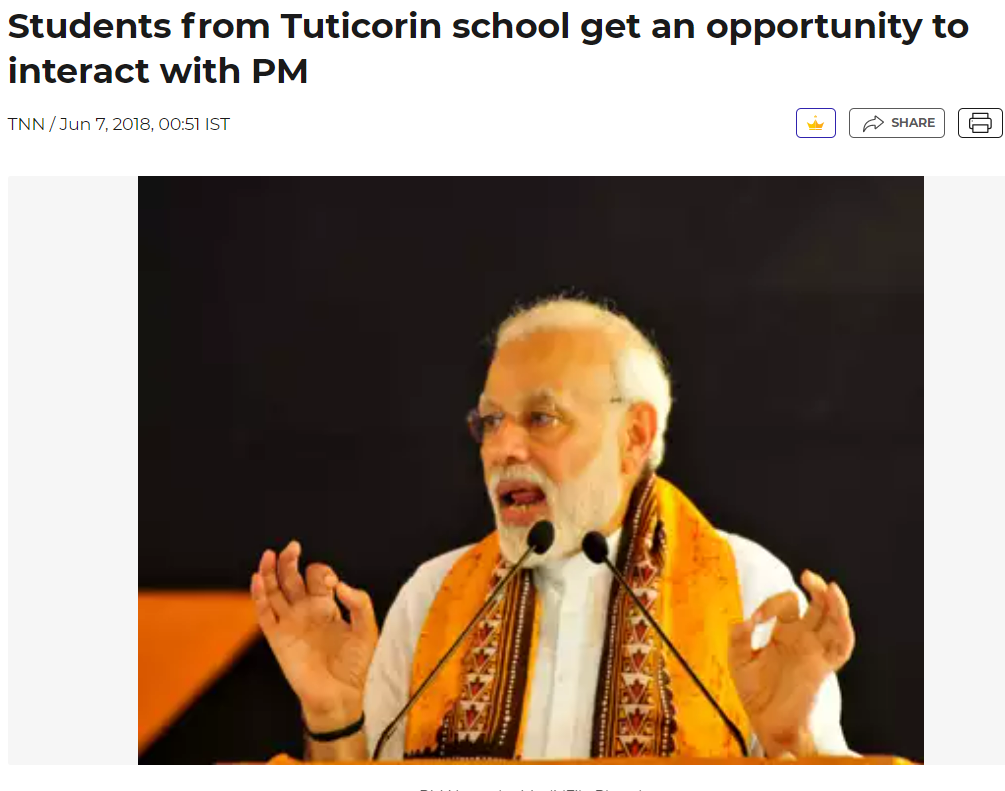 Students from Tuticorin school get an opportunity to
interact with PM
TNN / Jun 7, 2018, 00:51 IST
SHARE